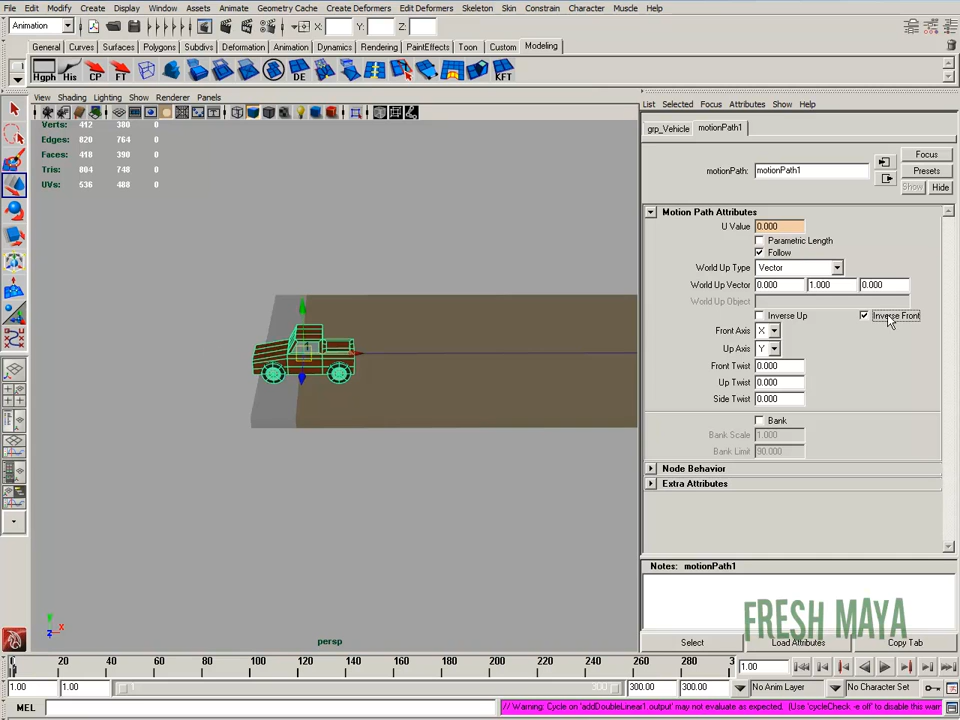 File Edit Modify Create Display Window Assets Animate Geometry Cache Create Deformers Edit Deformers Skeleton Skin Constrain Character Muscle Help
Animation X: Y: Z:
General Curves Surfaces Polygons Subdivs Deformation Animation Dynamics Rendering PaintEffects Toon Custom Modeling
Hgph His CP FT DE KFT
View Shading Lighting Show Renderer Panels
List Selected Focus Attributes Show Help
Verts: 412 380 0
Edges: 820 764 0
Faces: 418 390 0
Tris: 804 748 0
UVs: 536 488 0
grp_Vehicle motionPath1
Focus
motionPath: motionPath1
Presets
Show Hide
Motion Path Attributes
U Value 0.000
Parametric Length
Follow
World Up Type Vector
World Up Vector 0.000 1.000 0.000
World Up Object
Inverse Up Inverse Front
Front Axis X
Up Axis Y
Front Twist 0.000
Up Twist 0.000
Side Twist 0.000
Bank
Bank Scale 1.000
Bank Limit 90.000
Node Behavior
Extra Attributes
Notes: motionPath1
FRESH MAYA
y
z x
persp
Select Load Attributes Copy Tab
20 40 60 80 100 120 140 160 180 200 220 240 260 280 3
1.00
1.00 1.00 300 300.00 300.00 No Anim Layer No Character Set
MEL // Warning: Cycle on 'addDoubleLinear1.output' may not evaluate as expected. (Use 'cycleCheck -e off' to disable this warn